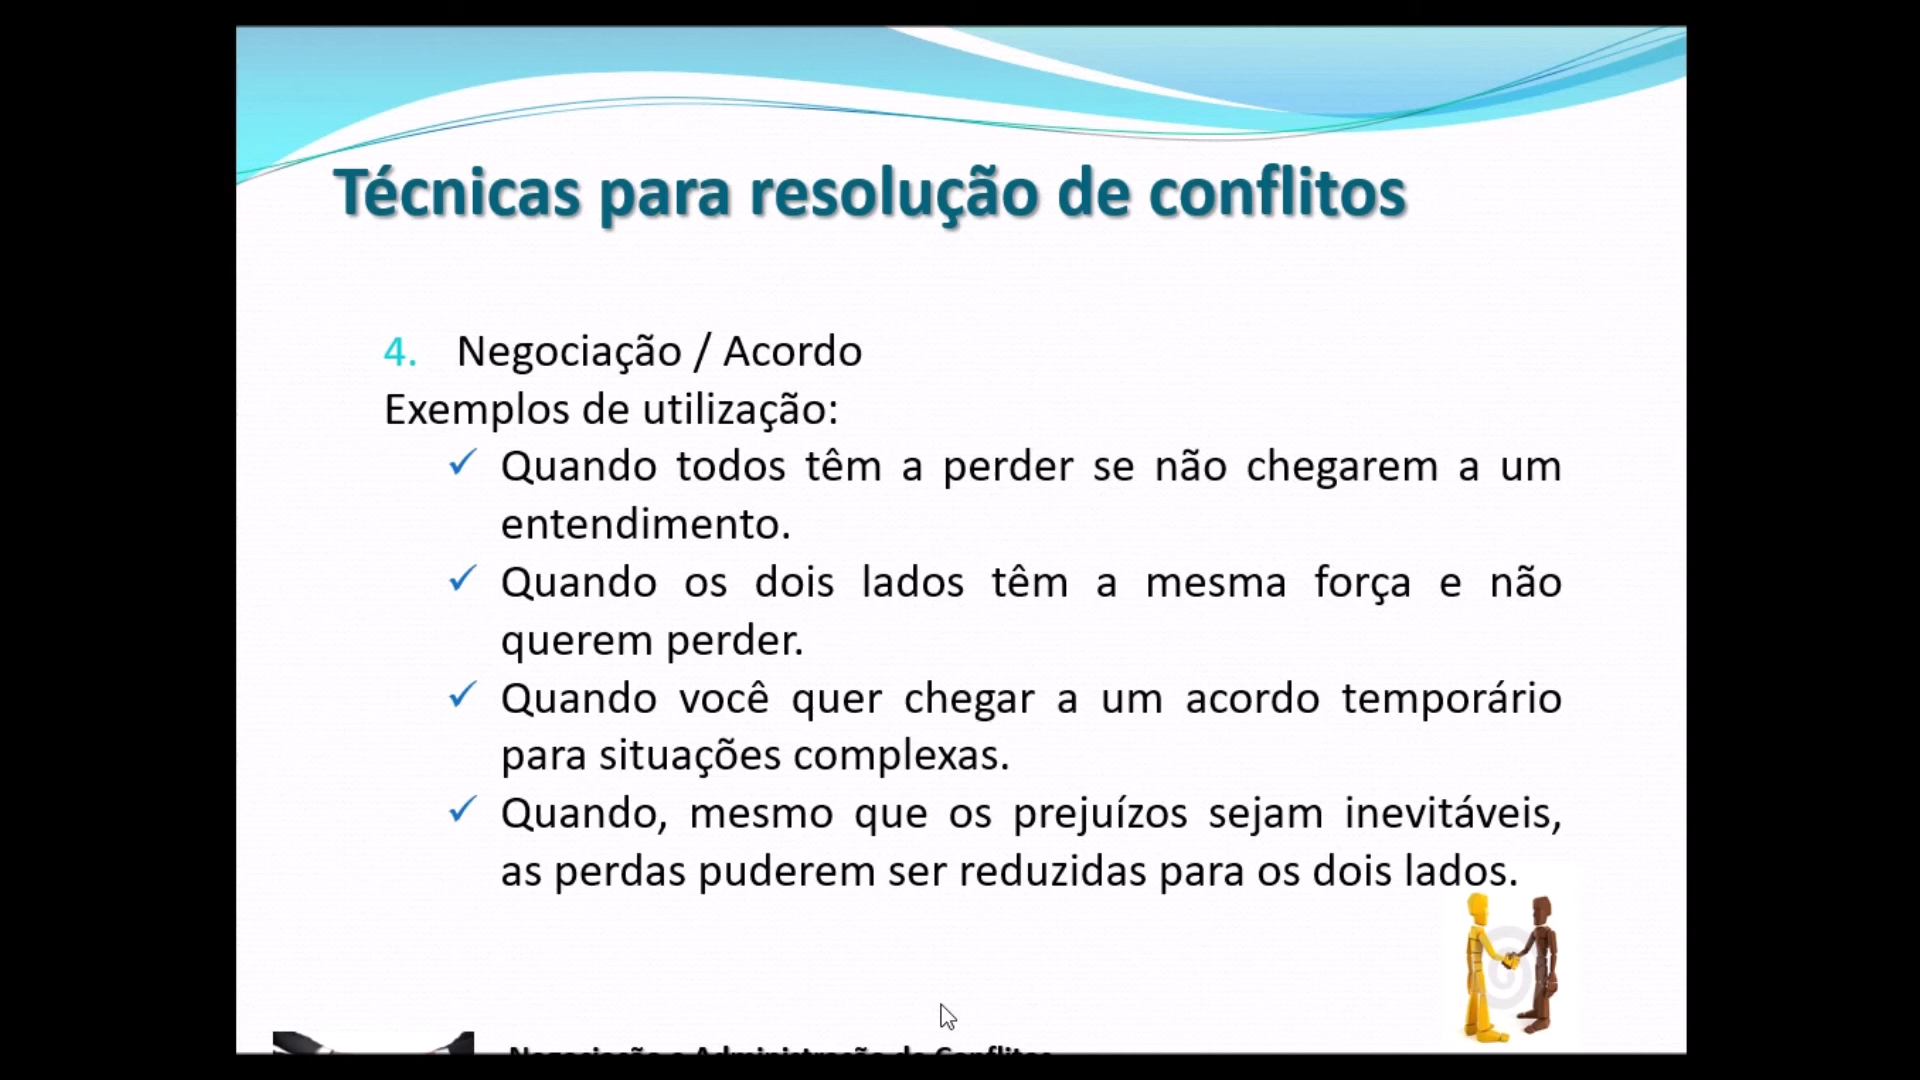 Técnicas para resolução de conflitos
4. Negociação / Acordo
Exemplos de utilização:
✓ Quando todos têm a perder se não chegarem a um
entendimento.
✓ Quando os dois lados têm a mesma força e não
querem perder.
✓ Quando você quer chegar a um acordo temporário
para situações complexas.
✓ Quando, mesmo que os prejuízos sejam inevitáveis,
as perdas puderem ser reduzidas para os dois lados.
Negociação e Administração de Conflitos